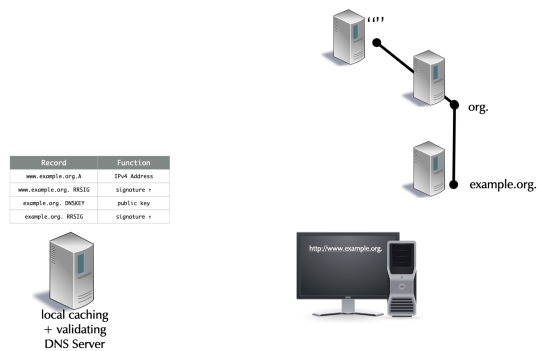 “”
org.
example.org.
Record Function
www.example.org.A IPv4 Address
www.example.org. RRSIG signature ↑
example.org. DNSKEY public key
example.org. RRSIG signature ↑
http://www.example.org.
local caching
+ validating
DNS Server